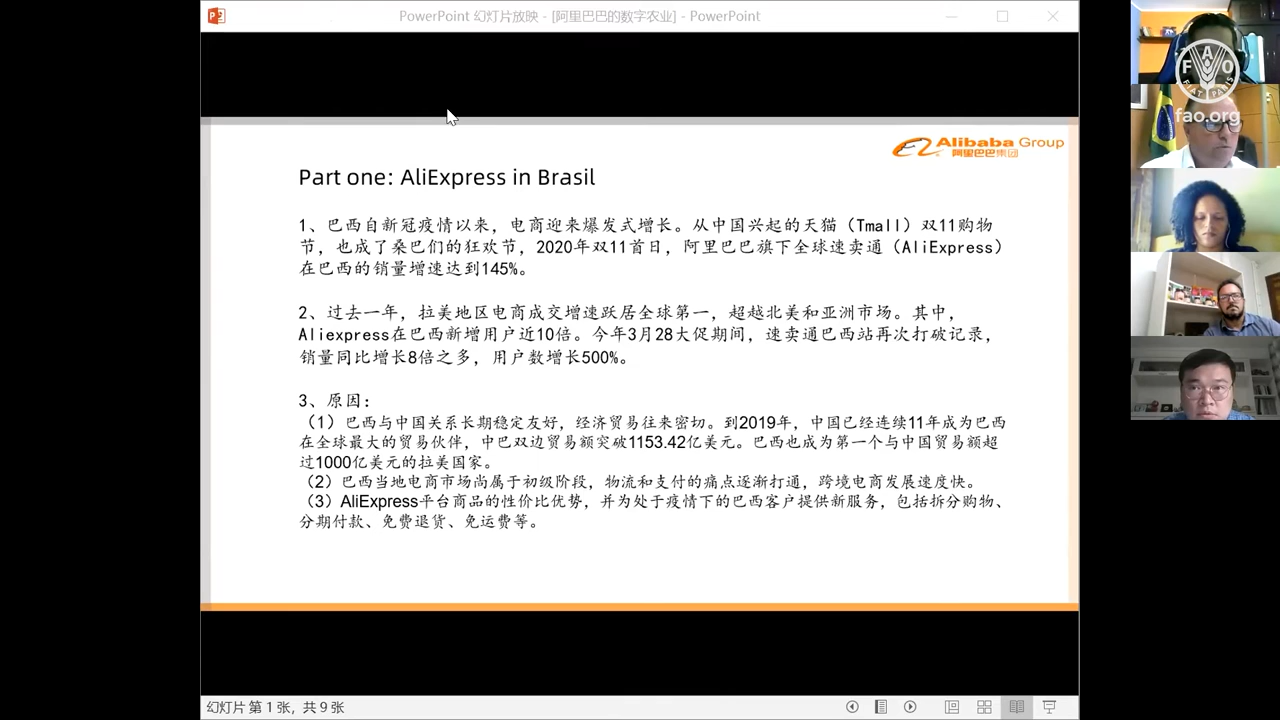 PowerPoint 幻灯片放映 - [阿里巴巴的数字农业] - PowerPoint
Alibaba Group
阿里巴巴集团
Part one: AliExpress in Brasil
1、巴西自新冠疫情以来，电商迎来爆发式增长。从中国兴起的天猫（Tmall）双11购物
节，也成了桑巴们的狂欢节，2020年双11首日，阿里巴巴旗下全球速卖通（AliExpress）
在巴西的销量增速达到145%。
2、过去一年，拉美地区电商成交增速跃居全球第一，超越北美和亚洲市场。其中，
Aliexpress在巴西新增用户近10倍。今年3月28大促期间，速卖通巴西站再次打破记录，
销量同比增长8倍之多，用户数增长500%。
3、原因：
（1）巴西与中国关系长期稳定友好，经济贸易往来密切。到2019年，中国已经连续11年成为巴西
在全球最大的贸易伙伴，中巴双边贸易额突破1153.42亿美元。巴西也成为第一个与中国贸易额超
过1000亿美元的拉美国家。
（2）巴西当地电商市场尚属于初级阶段，物流和支付的痛点逐渐打通，跨境电商发展速度快。
（3）AliExpress平台商品的性价比优势，并为处于疫情下的巴西客户提供新服务，包括拆分购物、
分期付款、免费退货、免运费等。
幻灯片 第 1 张，共 9 张
FAO
FIAT PANIS
fao.org